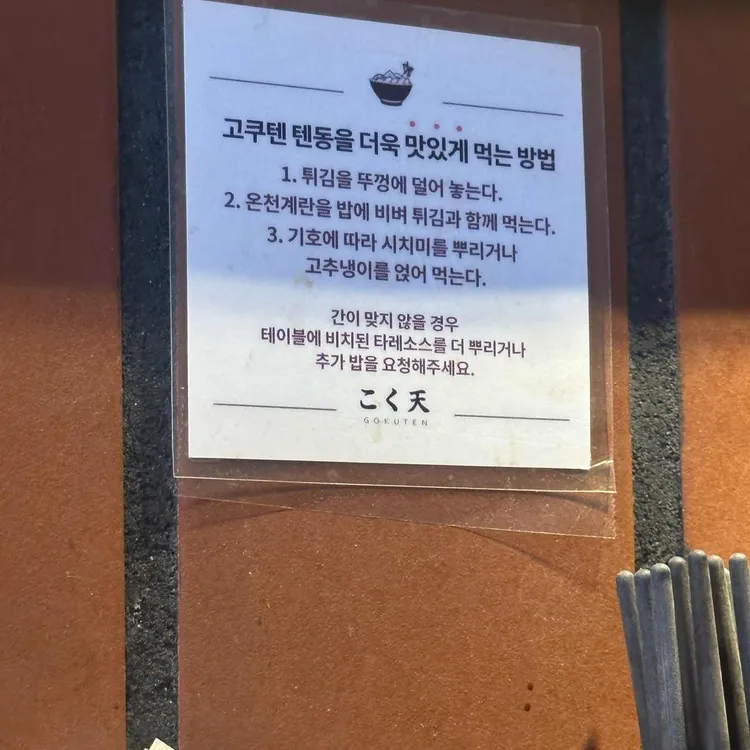 고쿠텐 텐동을 더욱 맛있게 먹는 방법
1. 튀김을 뚜껑에 덜어 놓는다.
2. 온천계란을 밥에 비벼 튀김과 함께 먹는다.
3. 기호에 따라 시치미를 뿌리거나
고추냉이를 얹어 먹는다.
간이 맞지 않을 경우
테이블에 비치된 타레소스를 더 뿌리거나
추가 밥을 요청해주세요.
こく天
GOKUTEN